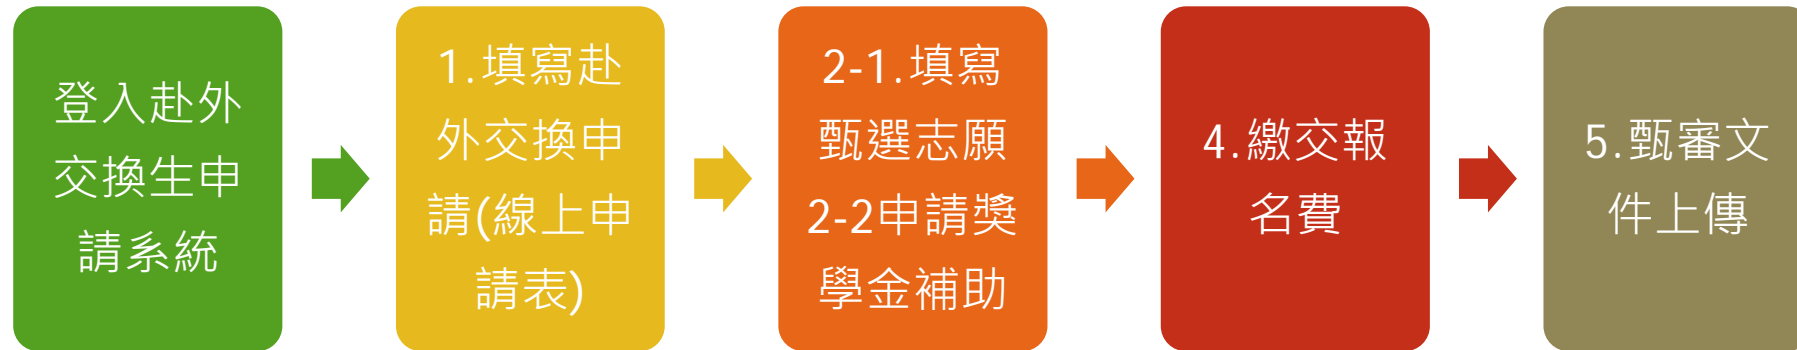 登入赴外
交換生申
請系統
1.填寫赴
外交換申
請(線上申
請表)
2-1.填寫
甄選志願
2-2申請獎
學金補助
4.繳交報
名費
5.甄審文
件上傳